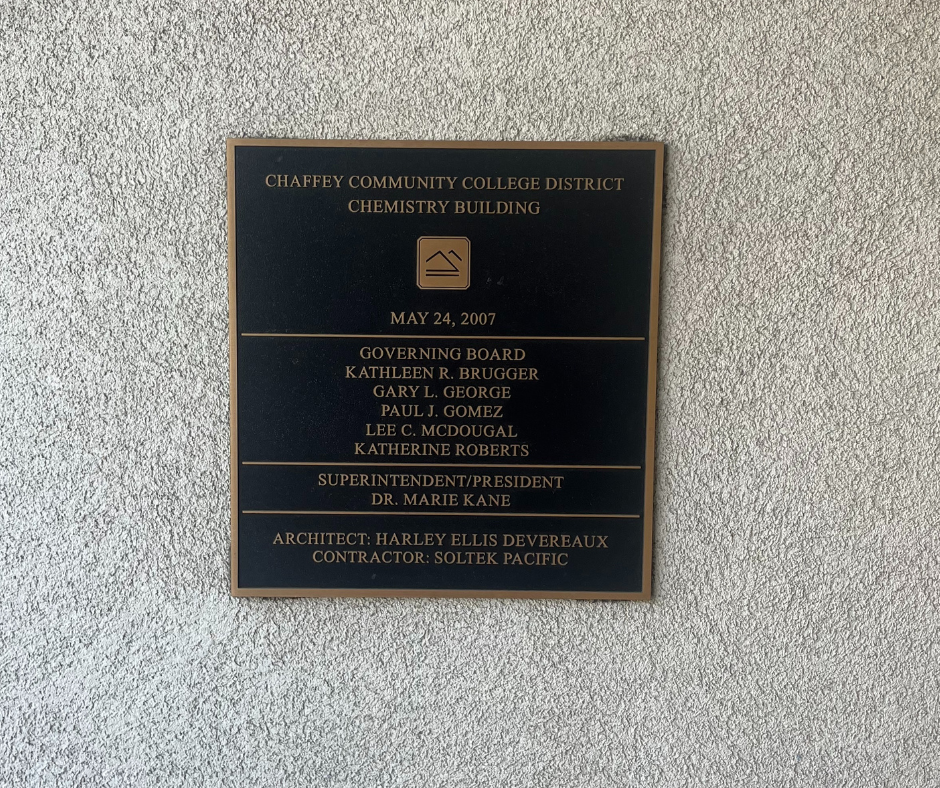 CHAFFEY COMMUNITY COLLEGE DISTRICT
CHEMISTRY BUILDING
MAY 24, 2007
GOVERNING BOARD
KATHLEEN R. BRUGGER
GARY L. GEORGE
PAUL J. GOMEZ
LEE C. MCDOUGAL
KATHERINE ROBERTS
SUPERINTENDENT/PRESIDENT
DR. MARIE KANE
ARCHITECT: HARLEY ELLIS DEVEREAUX
CONTRACTOR: SOLTEK PACIFIC